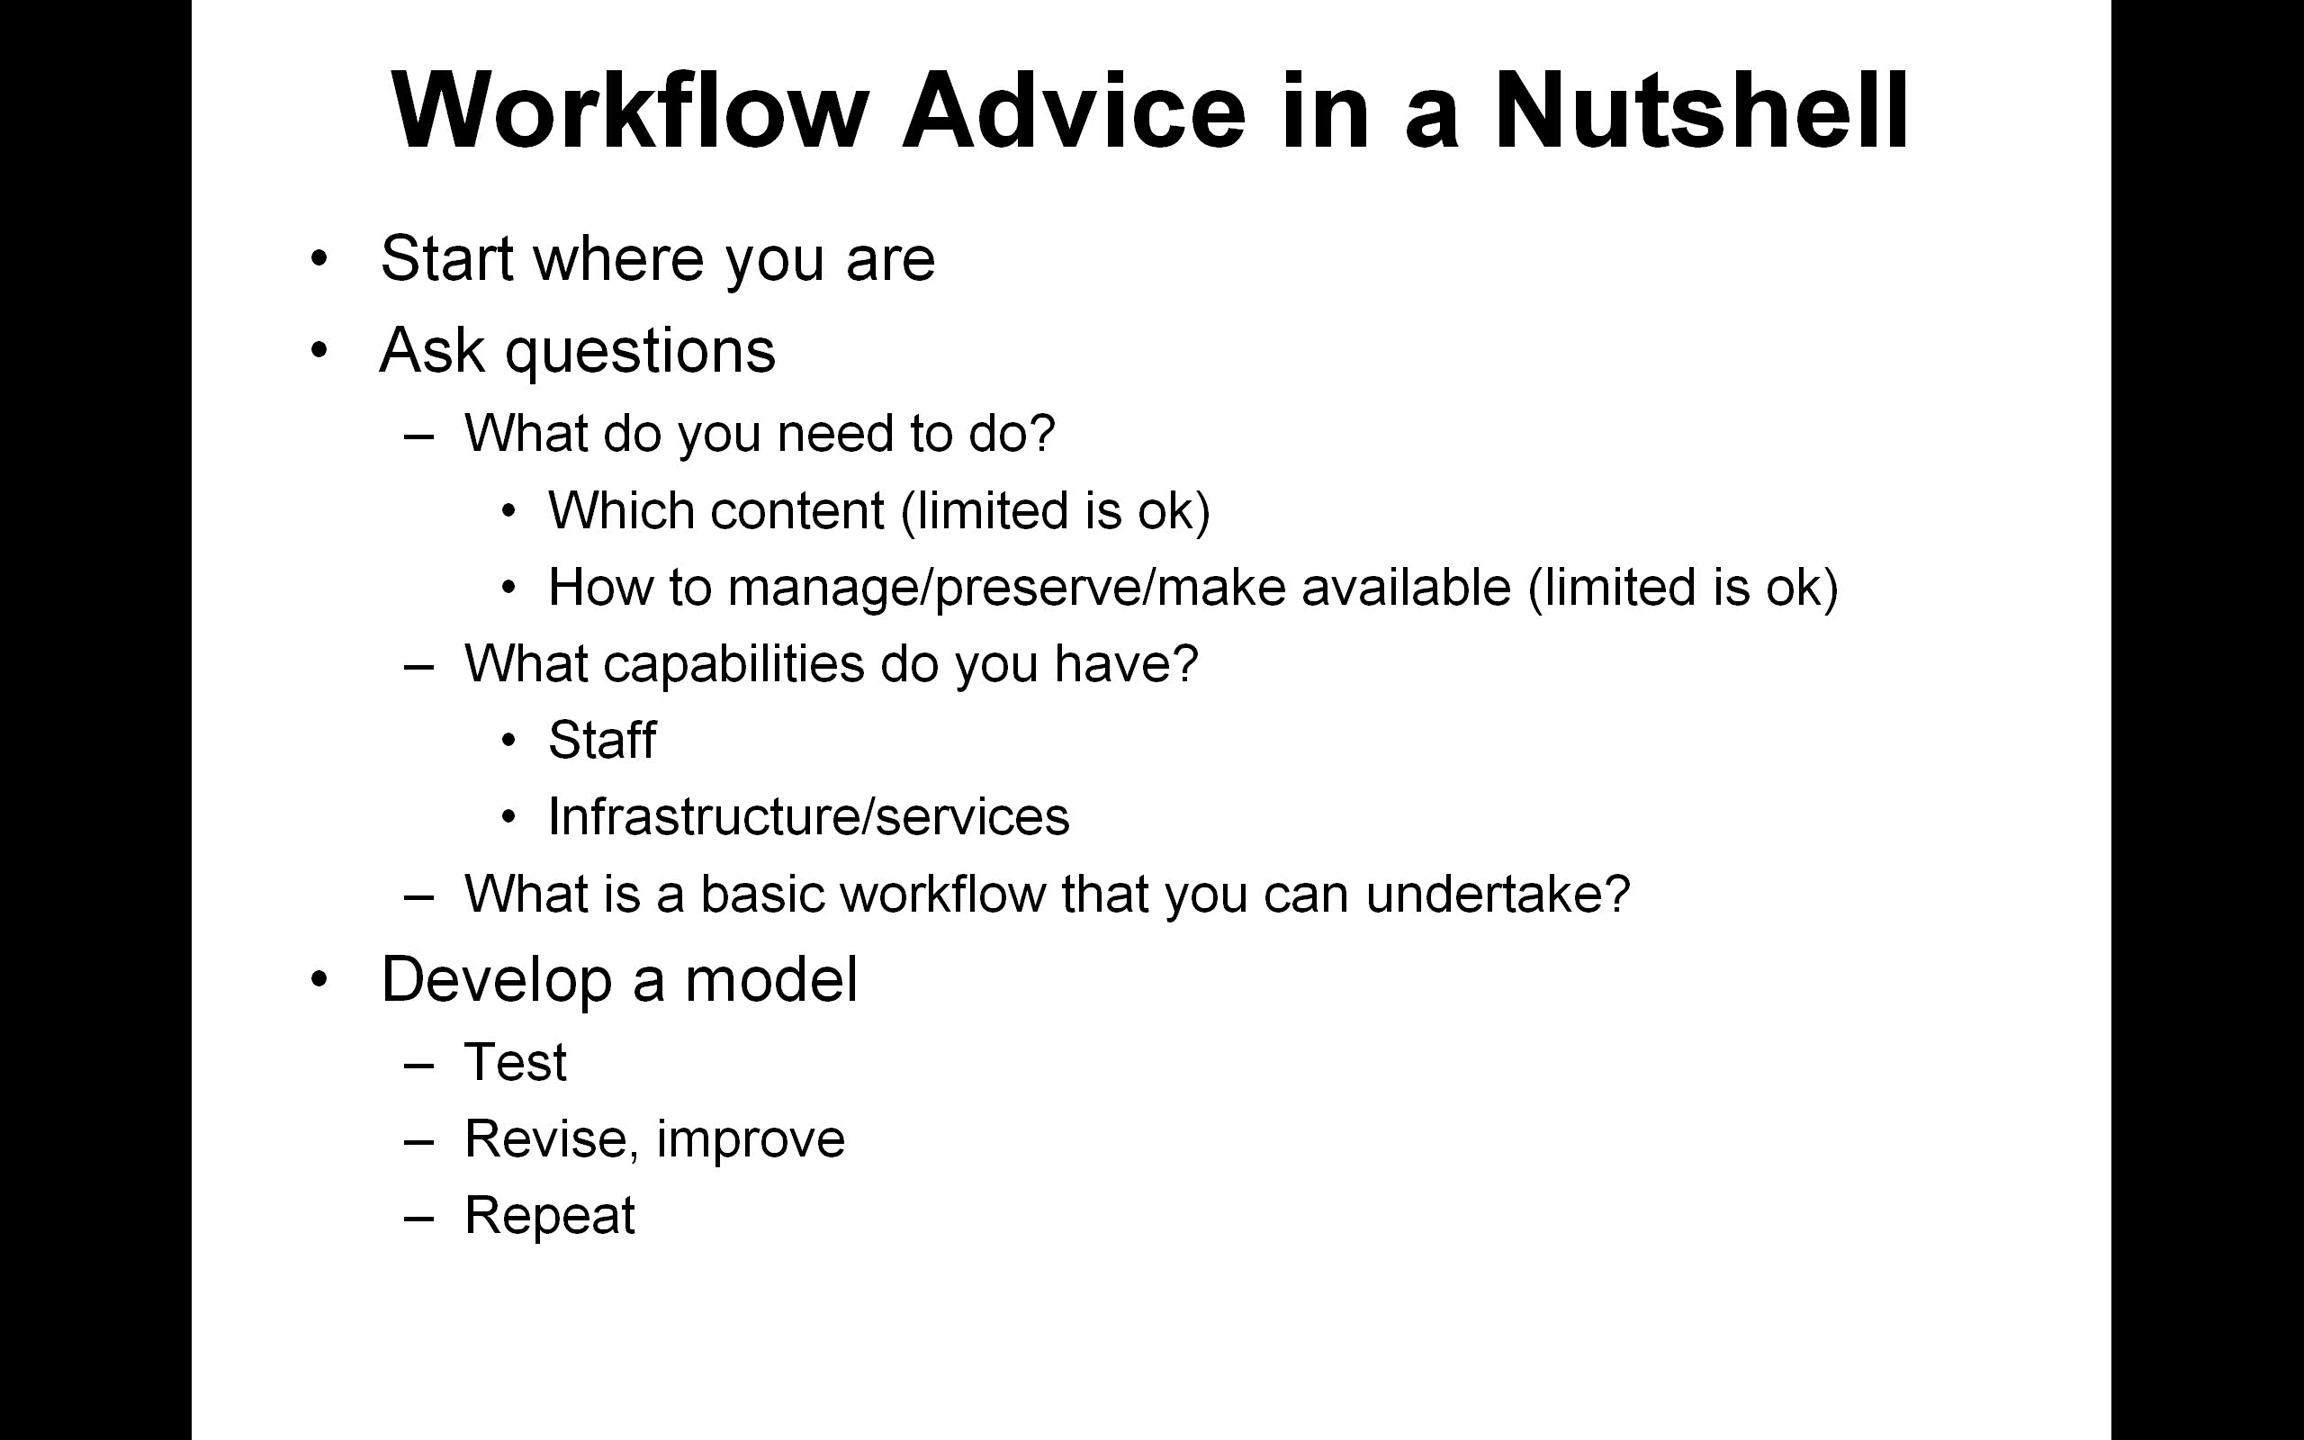 Workflow Advice in a Nutshell
• Start where you are
• Ask questions
– What do you need to do?
• Which content (limited is ok)
• How to manage/preserve/make available (limited is ok)
– What capabilities do you have?
• Staff
• Infrastructure/services
– What is a basic workflow that you can undertake?
• Develop a model
– Test
– Revise, improve
– Repeat